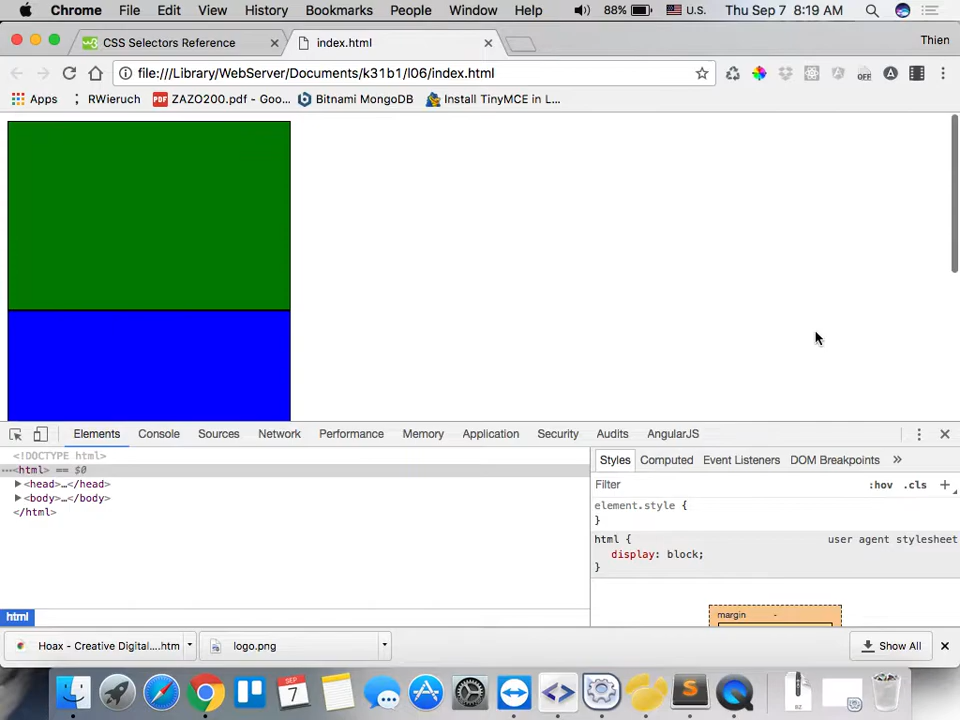 Chrome File Edit View History Bookmarks People Window Help 88% U.S. Thu Sep 7 8:19 AM
CSS Selectors Reference index.html Thien
file:///Library/WebServer/Documents/k31b1/l06/index.html
Apps RWieruch ZAZO200.pdf - Goo... Bitnami MongoDB Install TinyMCE in L...
Elements Console Sources Network Performance Memory Application Security Audits AngularJS
<!DOCTYPE html>
<html> == $0
<head>…</head>
<body>…</body>
</html>
Styles Computed Event Listeners DOM Breakpoints »
Filter :hov .cls +
element.style {
}
html { user agent stylesheet
display: block;
}
margin -
html
Hoax - Creative Digital....htm logo.png Show All